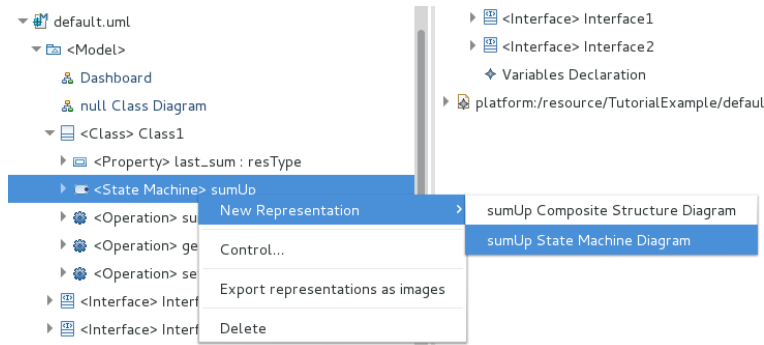 default.uml
<Model>
Dashboard
null Class Diagram
<Class> Class1
<Property> last_sum : resType
<State Machine> sumUp
<Operation> su
<Operation> ge
<Operation> se
<Interface> Interf
<Interface> Interf
New Representation
Control...
Export representations as images
Delete
sumUp Composite Structure Diagram
sumUp State Machine Diagram
<Interface> Interface1
<Interface> Interface2
Variables Declaration
platform:/resource/TutorialExample/defaul